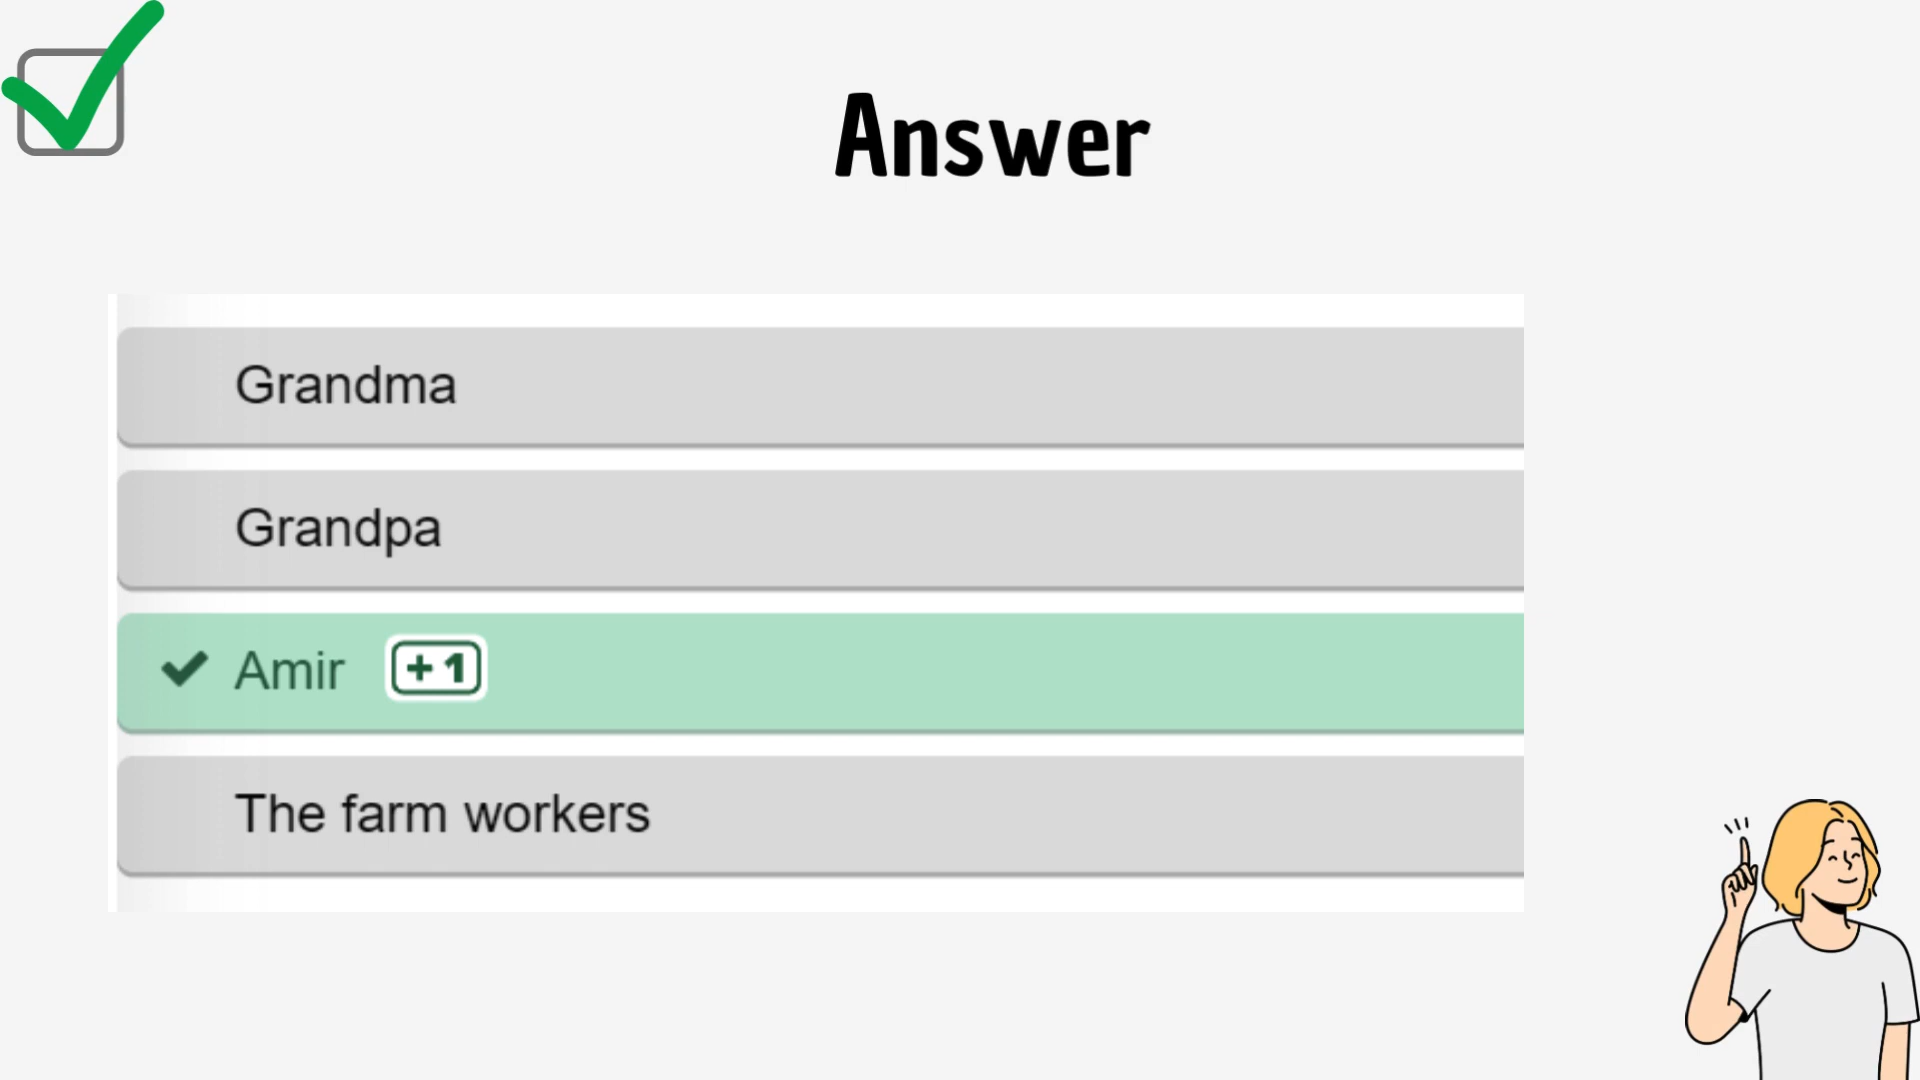 Answer
Grandma
Grandpa
Amir +1
The farm workers